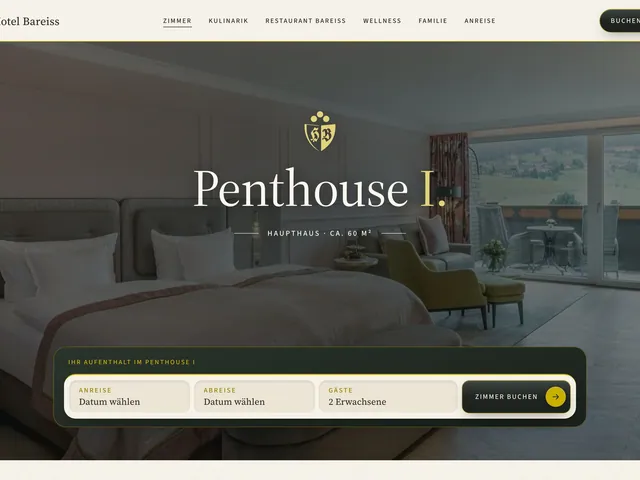 otel Bareiss
ZIMMER KULINARIK RESTAURANT BAREISS WELLNESS FAMILIE ANREISE
BUCHEN
HB
Penthouse I.
HAUPTHAUS · CA. 60 M²
IHR AUFENTHALT IM PENTHOUSE I
ANREISE ABREISE GÄSTE
Datum wählen Datum wählen 2 Erwachsene
ZIMMER BUCHEN →